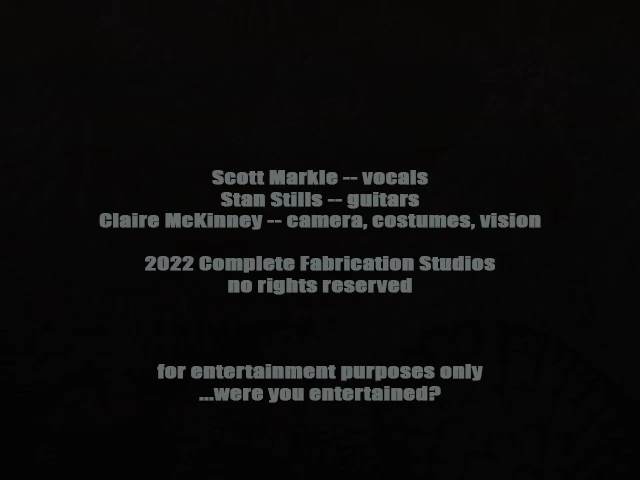 Scott Markle -- vocals
Stan Stills -- guitars
Claire McKinney -- camera, costumes, vision
2022 Complete Fabrication Studios
no rights reserved
for entertainment purposes only
...were you entertained?